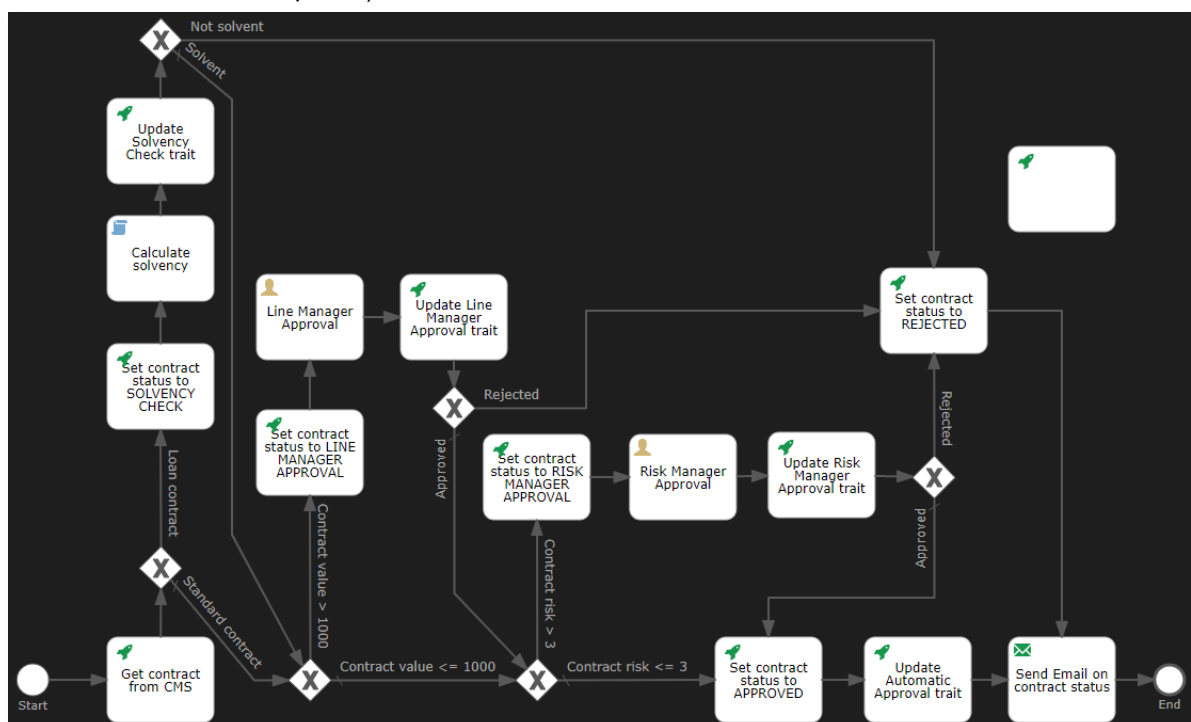 Not solvent
Solvent
Update
Solvency
Check trait
Calculate
solvency
Line Manager
Approval
Update Line
Manager
Approval trait
Set contract
status to
REJECTED
Set contract
status to
SOLVENCY
CHECK
Rejected
Rejected
Set contract
status to LINE
MANAGER
APPROVAL
Approved
Set contract
status to RISK
MANAGER
APPROVAL
Risk Manager
Approval
Update Risk
Manager
Approval trait
Loan contract
Contract value > 1000
Contract risk > 3
Approved
Standard contract
Start
Get contract
from CMS
Contract value <= 1000
Contract risk <= 3
Set contract
status to
APPROVED
Update
Automatic
Approval trait
Send Email on
contract status
End